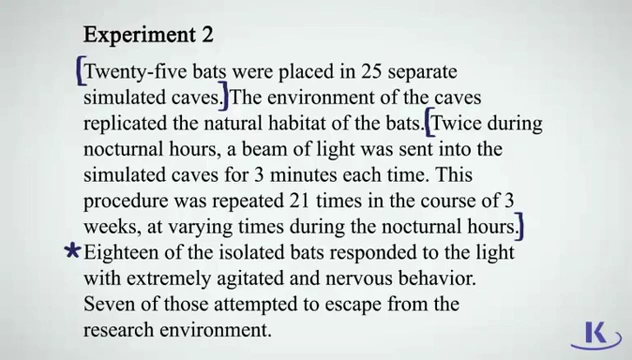 Experiment 2
Twenty-five bats were placed in 25 separate
simulated caves. The environment of the caves
replicated the natural habitat of the bats. Twice during
nocturnal hours, a beam of light was sent into the
simulated caves for 3 minutes each time. This
procedure was repeated 21 times in the course of 3
weeks, at varying times during the nocturnal hours.
*Eighteen of the isolated bats responded to the light
with extremely agitated and nervous behavior.
Seven of those attempted to escape from the
research environment.
K